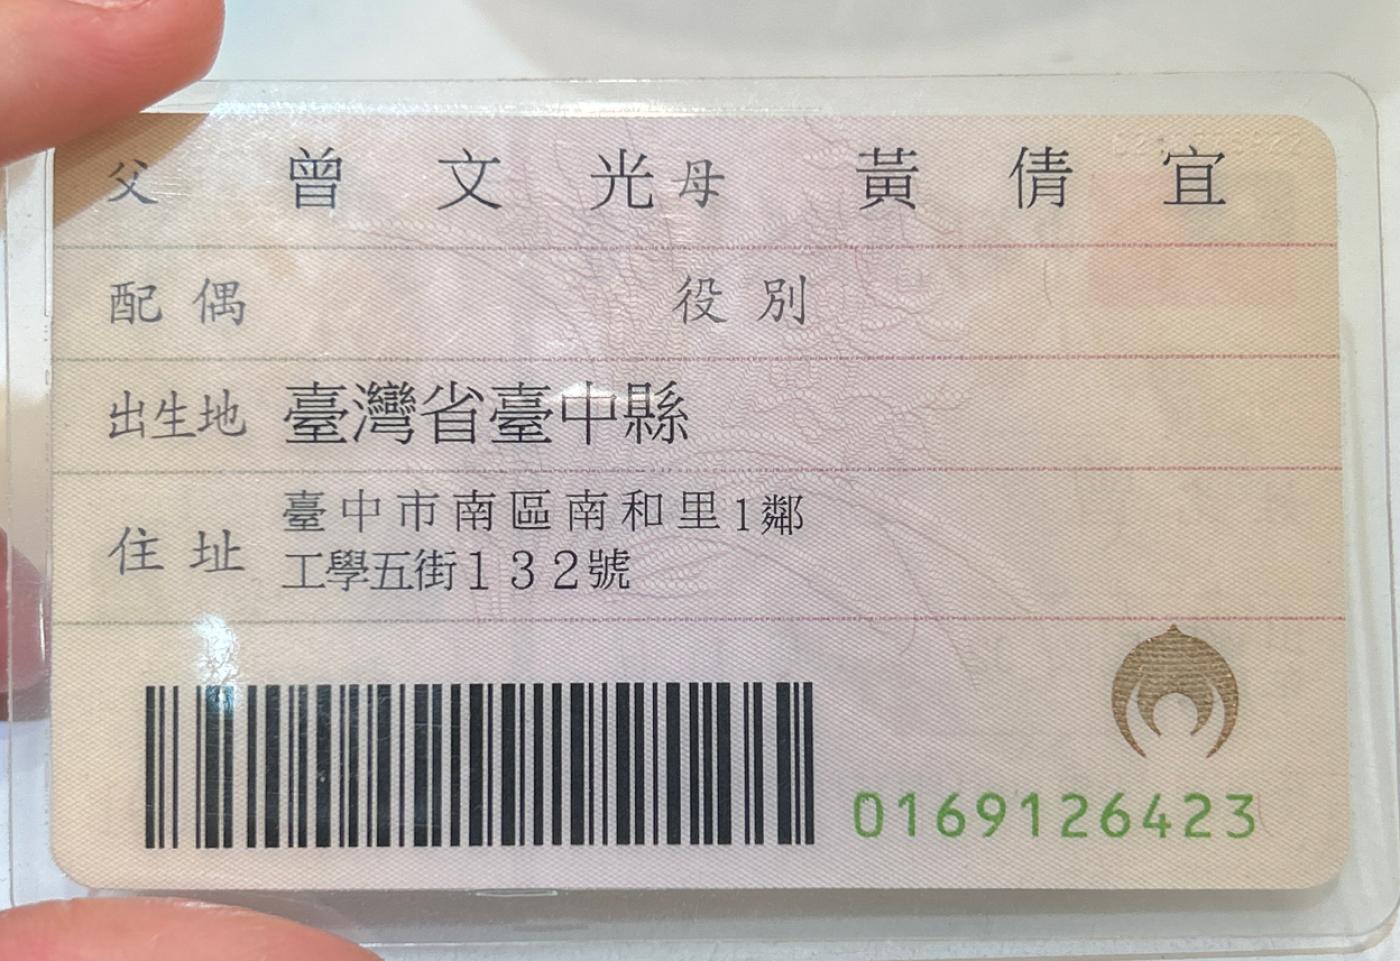 父 曾文光 母 黃倩宜
配偶 役別
出生地 臺灣省臺中縣
住址 臺中市南區南和里1鄰
工學五街132號
0169126423